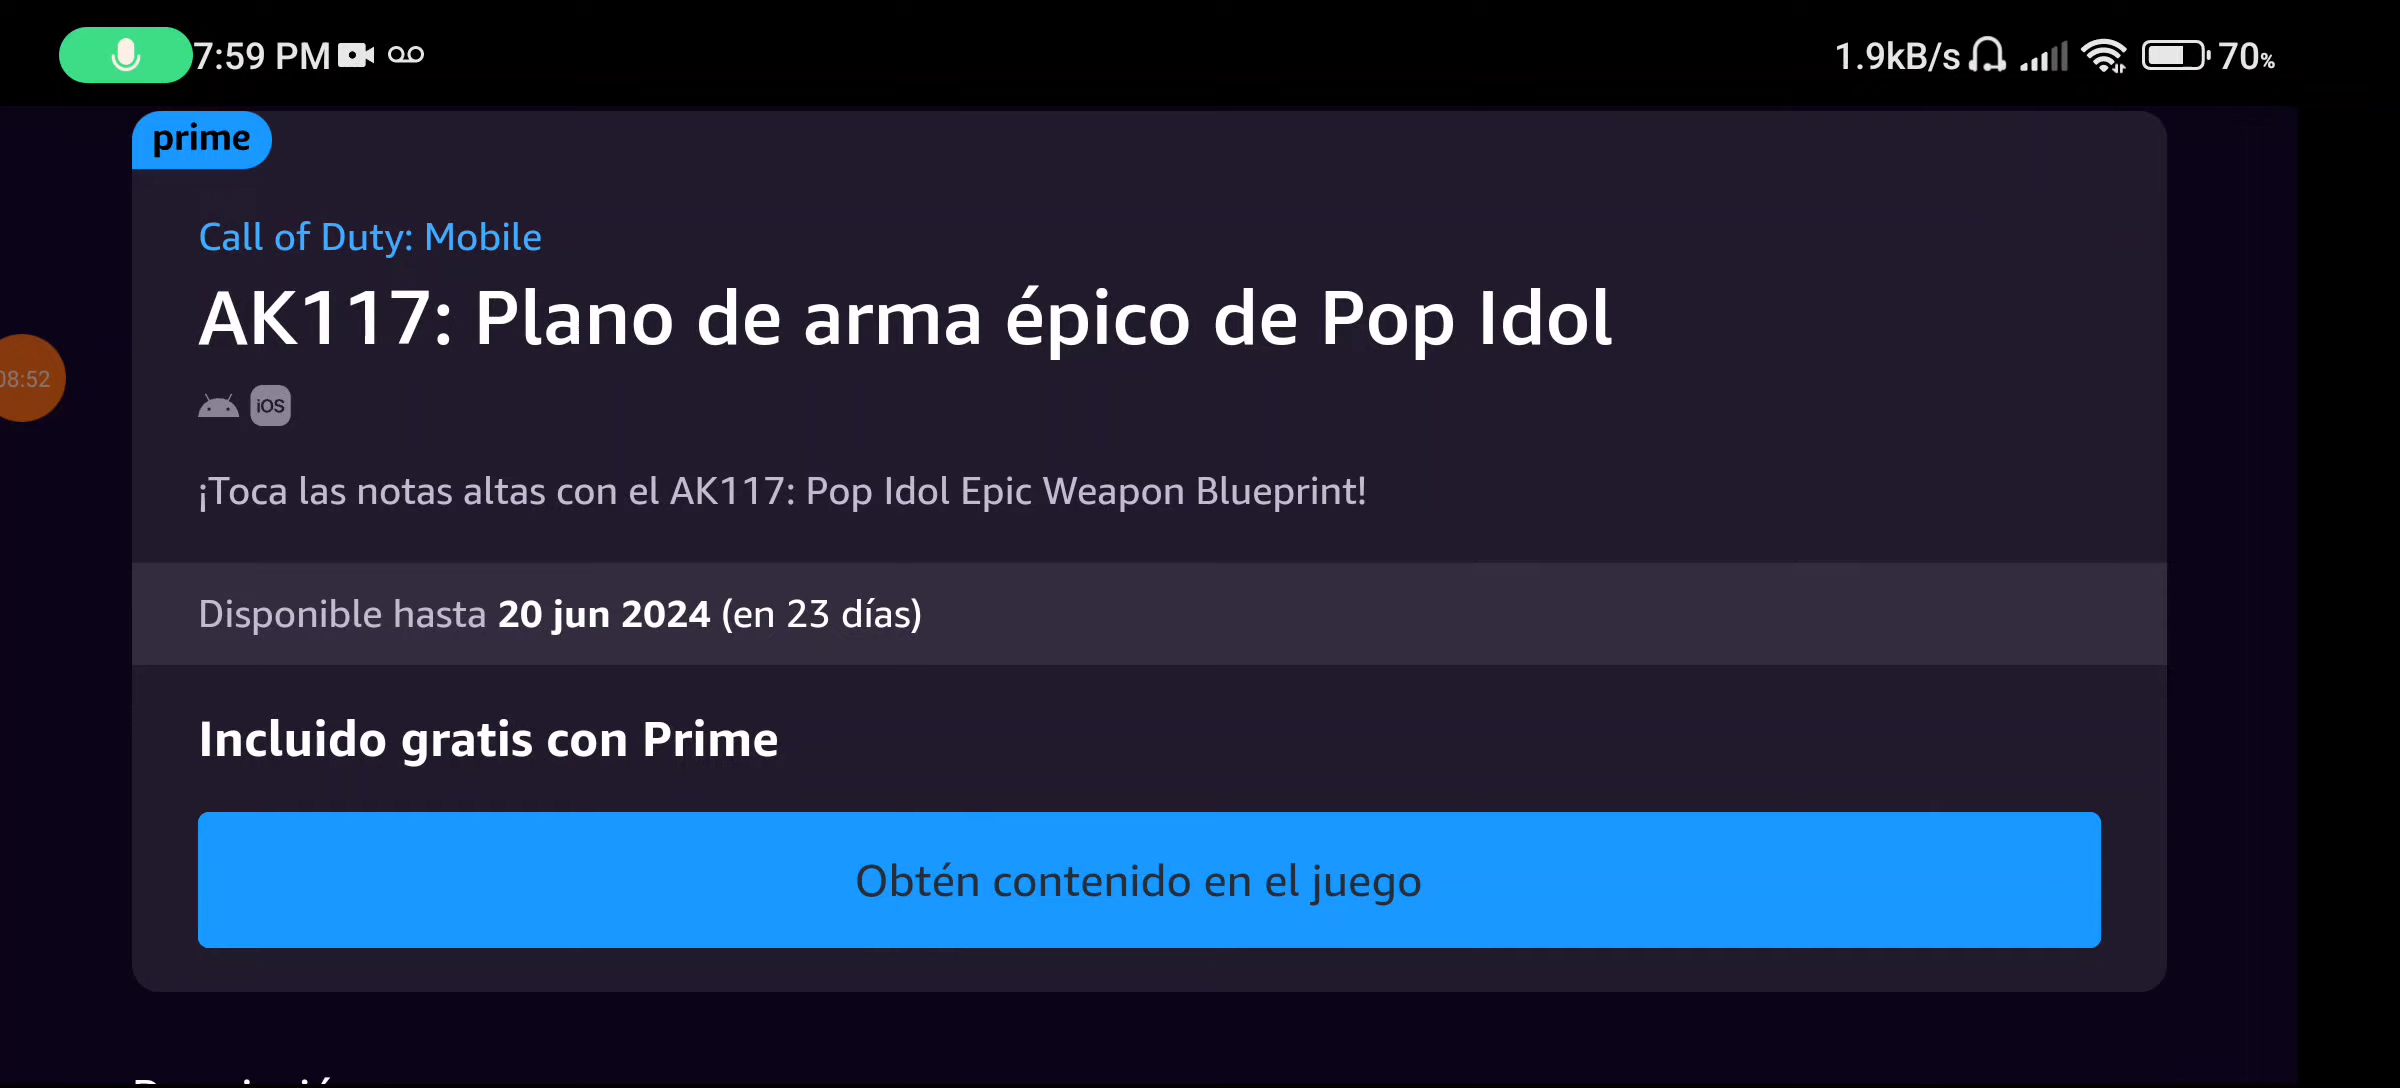 7:59 PM
1.9kB/s
70%
prime
Call of Duty: Mobile
AK117: Plano de arma épico de Pop Idol
08:52
iOS
¡Toca las notas altas con el AK117: Pop Idol Epic Weapon Blueprint!
Disponible hasta 20 jun 2024 (en 23 días)
Incluido gratis con Prime
Obtén contenido en el juego